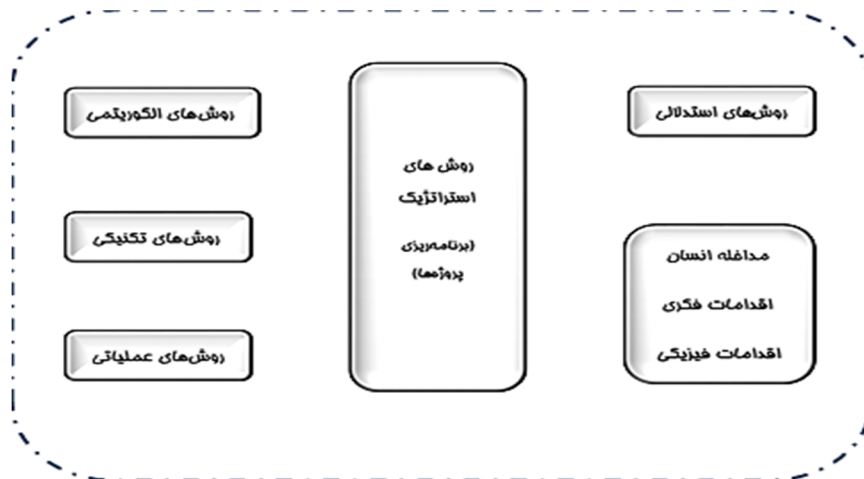 روش‌های استدلالی
مداخله انسان
اقدامات فکری
اقدامات فیزیکی
روش های
استراتژیک
(برنامه‌ریزی
پروژه‌ها)
روش‌های الگوریتمی
روش‌های تکنیکی
روش‌های عملیاتی